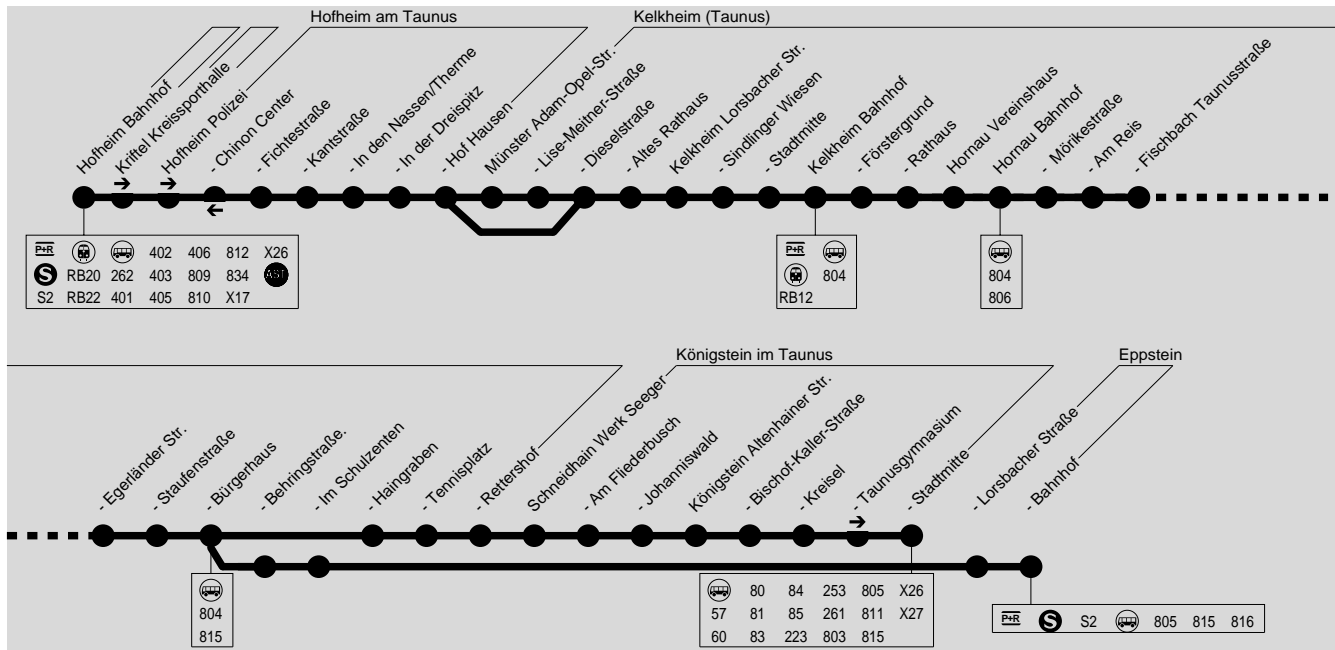 Hofheim am Taunus
Kelkheim (Taunus)
Hofheim Bahnhof
Kriftel Kreissporthalle
Hofheim Polizei
- Chinon Center
- Fichtestraße
- Kantstraße
- In den Nassen/Therme
- In der Dreispitz
- Hof Hausen
Münster Adam-Opel-Str.
- Lise-Meitner-Straße
- Dieselstraße
- Altes Rathaus
Kelkheim Lorsbacher Str.
- Sindlinger Wiesen
- Stadtmitte
Kelkheim Bahnhof
- Förstergrund
- Rathaus
Hornau Vereinshaus
Hornau Bahnhof
- Mörikestraße
- Am Reis
- Fischbach Taunusstraße
P+R 402 406 812 X26
S RB20 262 403 809 834 AST
S2 RB22 401 405 810 X17
P+R
804
RB12
804
806
Königstein im Taunus
Eppstein
- Egerländer Str.
- Staufenstraße
- Bürgerhaus
- Behringstraße.
- Im Schulzenten
- Haingraben
- Tennisplatz
- Rettershof
Schneidhain Werk Seeger
- Am Fliederbusch
- Johanniswald
Königstein Altenhainer Str.
- Bischof-Kaller-Straße
- Kreisel
- Taunusgymnasium
- Stadtmitte
- Lorsbacher Straße
- Bahnhof
804
815
80 84 253 805 X26
57 81 85 261 811 X27
60 83 223 803 815
P+R S S2 805 815 816